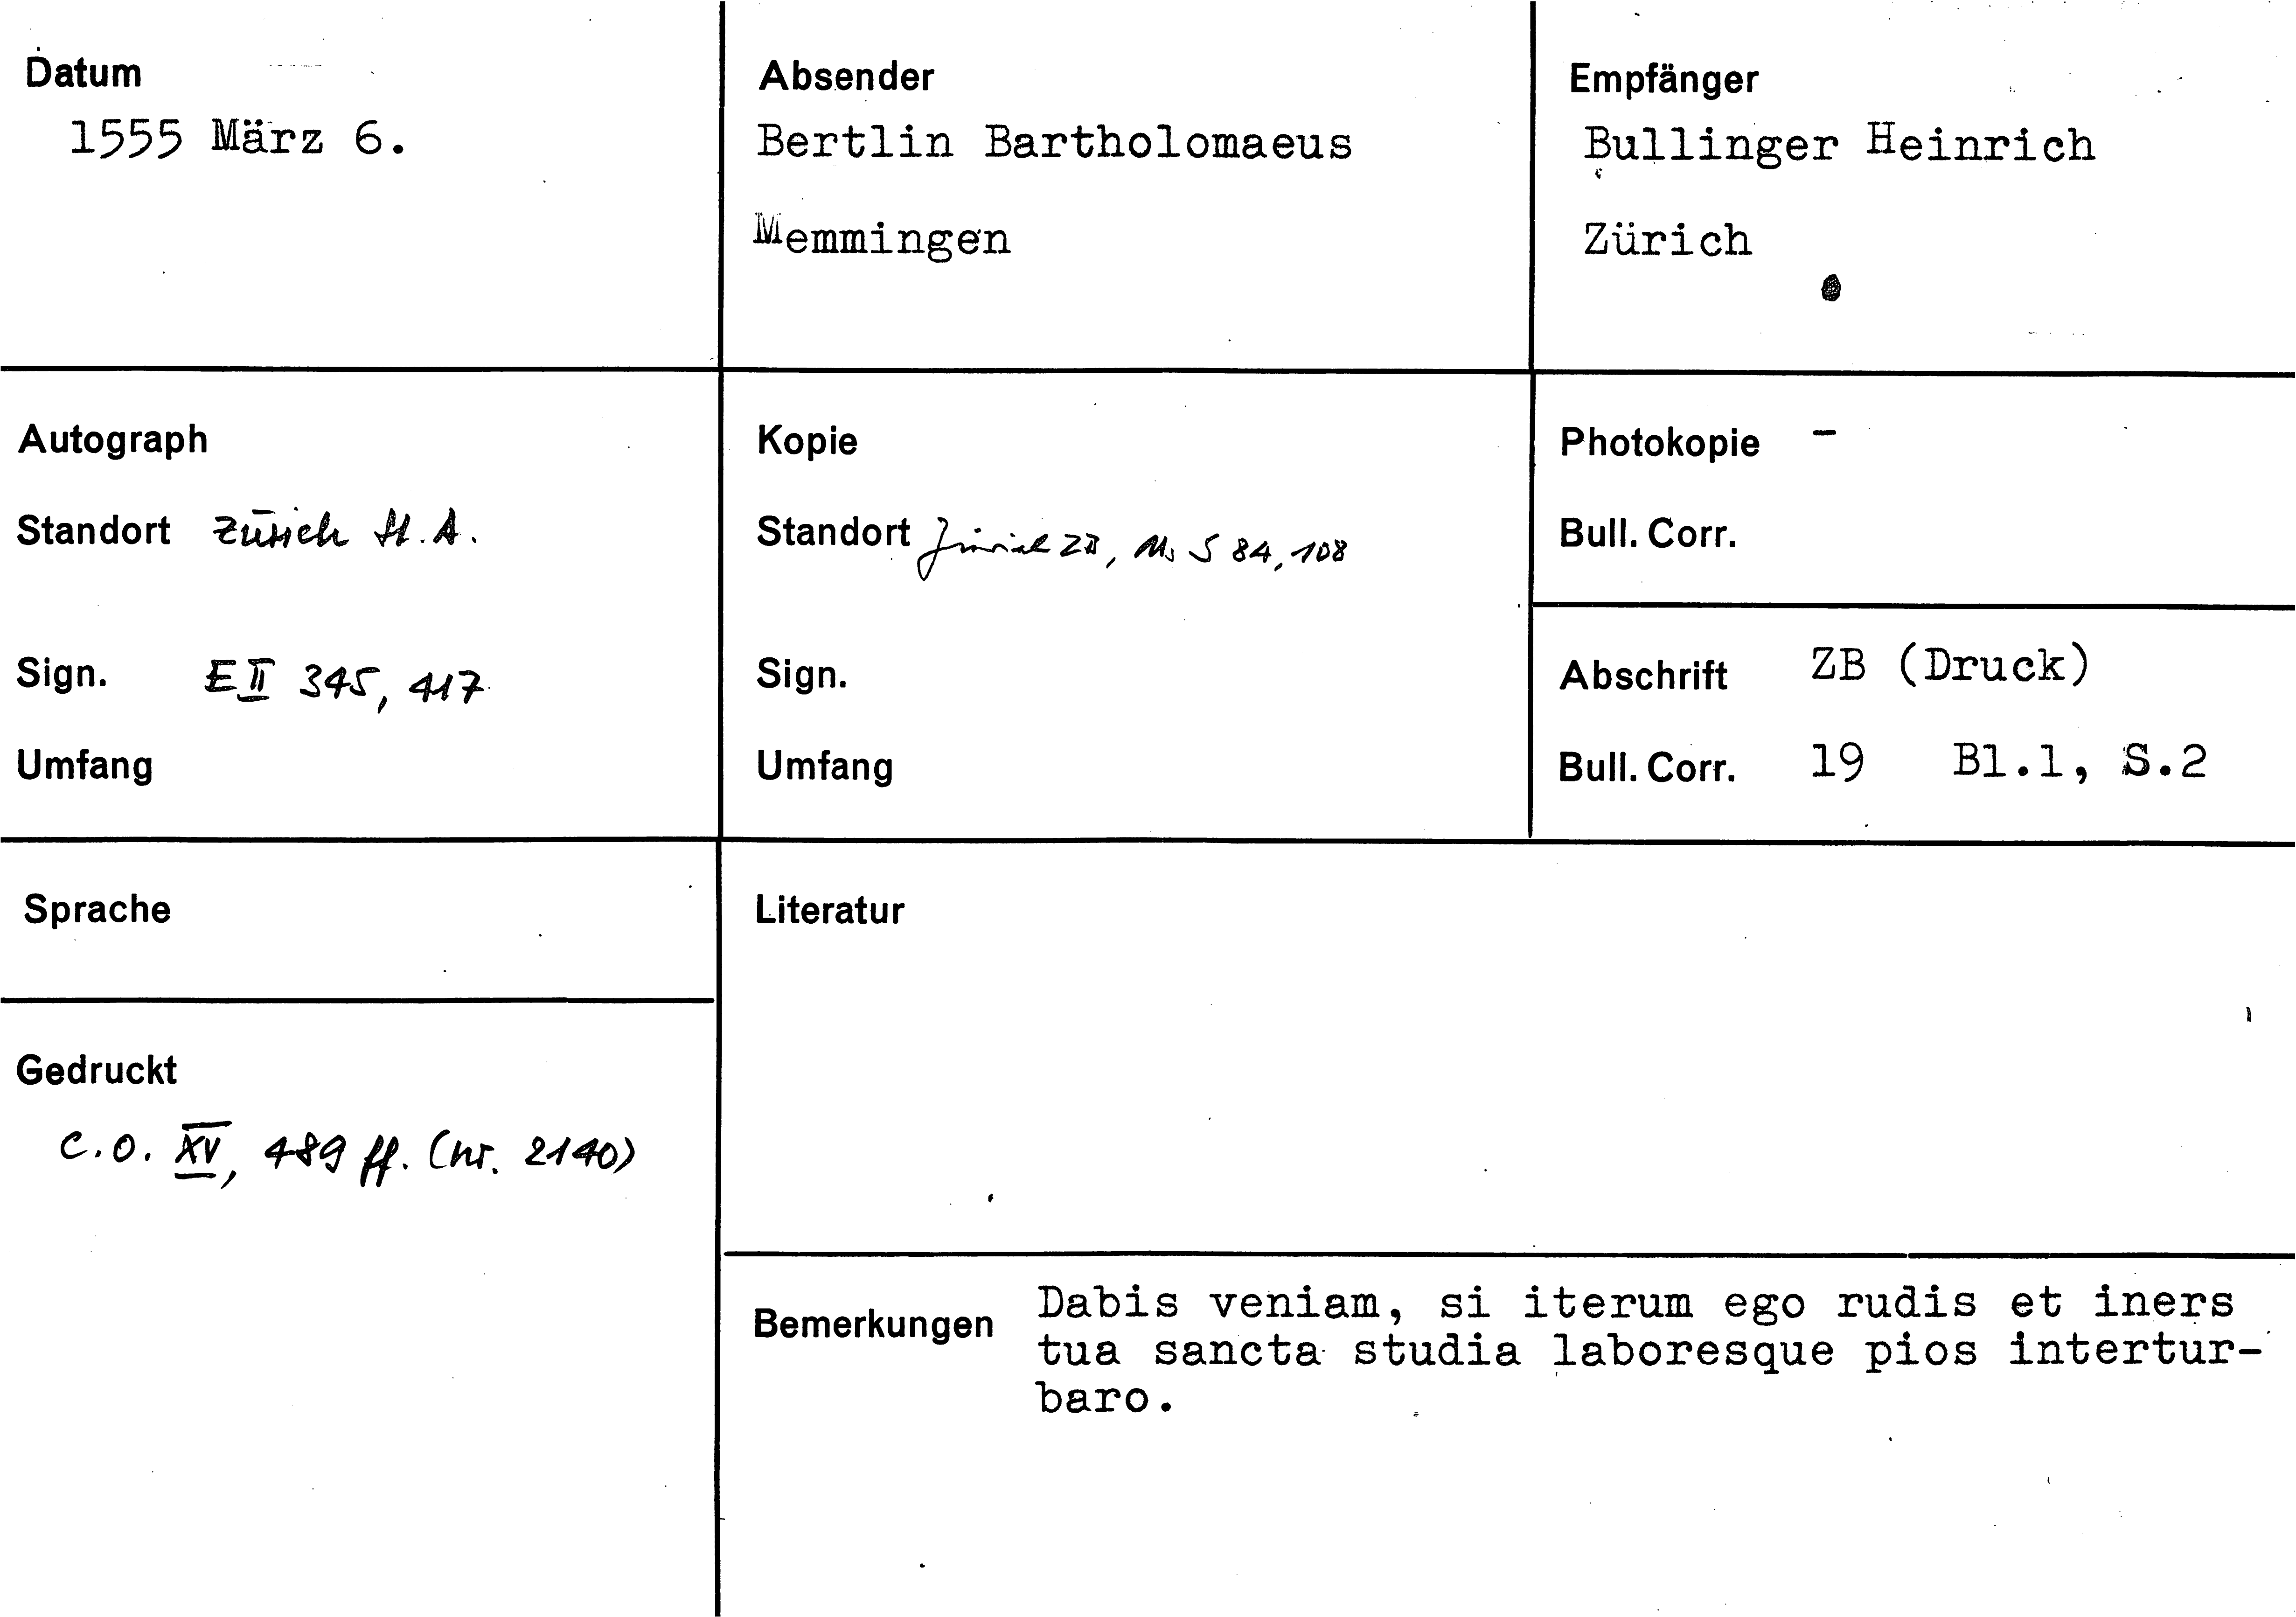 Datum
1555 März 6.
Absender
Bertlin Bartholomaeus
Memmingen
Empfänger
Bullinger Heinrich
Zürich
Autograph
Standort Zürich St.A.
Sign. E II 345, 417
Umfang
Kopie
Standort Zürich ZB, Ms S 84, 108
Sign.
Umfang
Photokopie -
Bull. Corr.
Abschrift ZB (Druck)
Bull. Corr. 19 Bl.1, S.2
Sprache
Gedruckt
C.O. XV, 489 ff. (nr. 2140)
Literatur
Bemerkungen Dabis veniam, si iterum ego rudis et iners
tua sancta studia laboresque pios intertur-
baro.